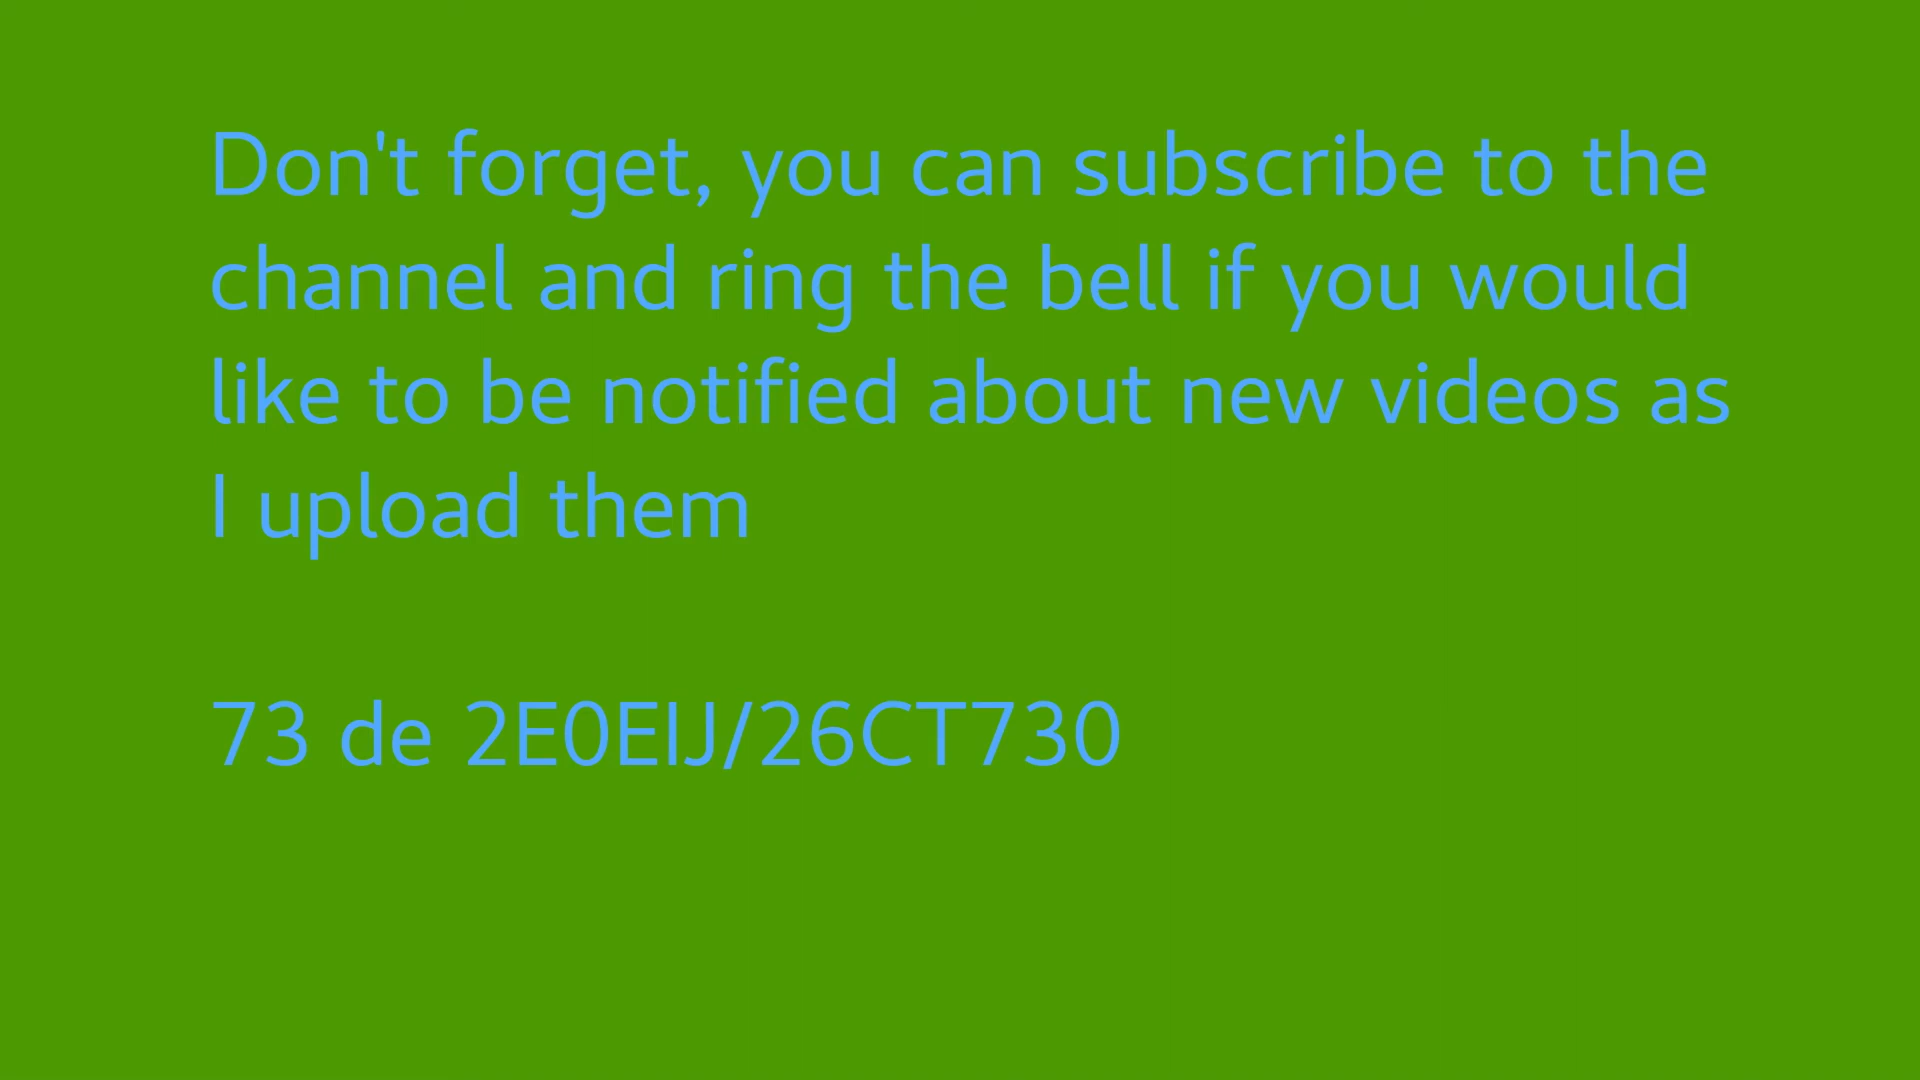 Don't forget, you can subscribe to the
channel and ring the bell if you would
like to be notified about new videos as
I upload them
73 de 2E0EIJ/26CT730